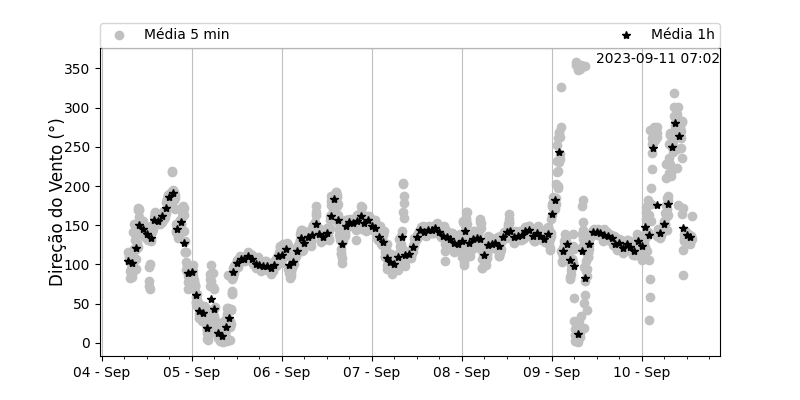 Média 5 min
Média 1h
2023-09-11 07:02
Direção do Vento (°)
350
300
250
200
150
100
50
0
04 - Sep
05 - Sep
06 - Sep
07 - Sep
08 - Sep
09 - Sep
10 - Sep